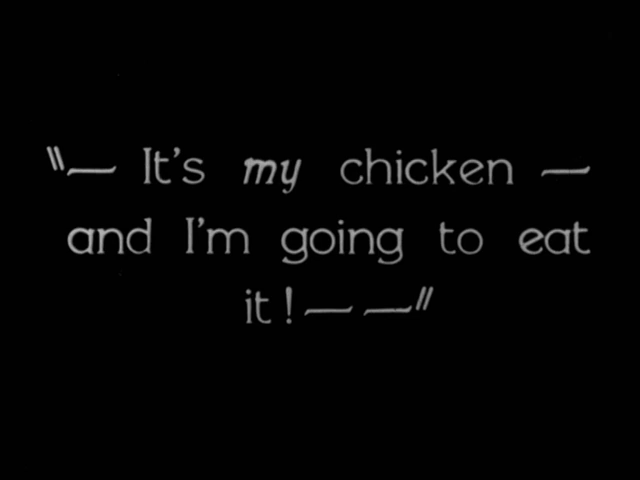 "— It's my chicken —
and I'm going to eat
it! — —"